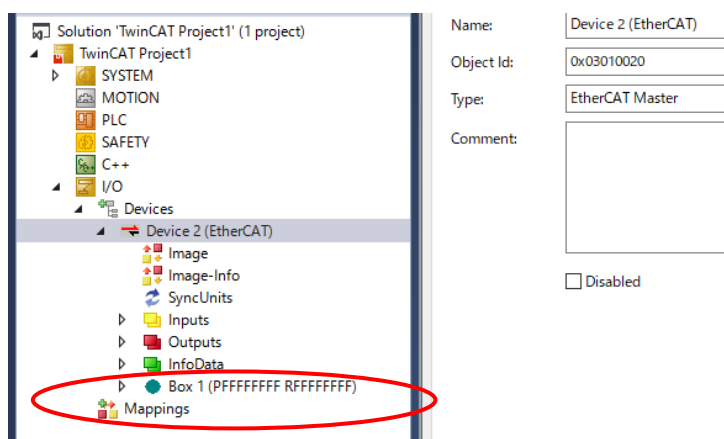 Solution 'TwinCAT Project1' (1 project)
TwinCAT Project1
SYSTEM
MOTION
PLC
SAFETY
C++
I/O
Devices
Device 2 (EtherCAT)
Image
Image-Info
SyncUnits
Inputs
Outputs
InfoData
Box 1 (PFFFFFFFF RFFFFFFFF)
Mappings
Name: Device 2 (EtherCAT)
Object Id: 0x03010020
Type: EtherCAT Master
Comment:
Disabled